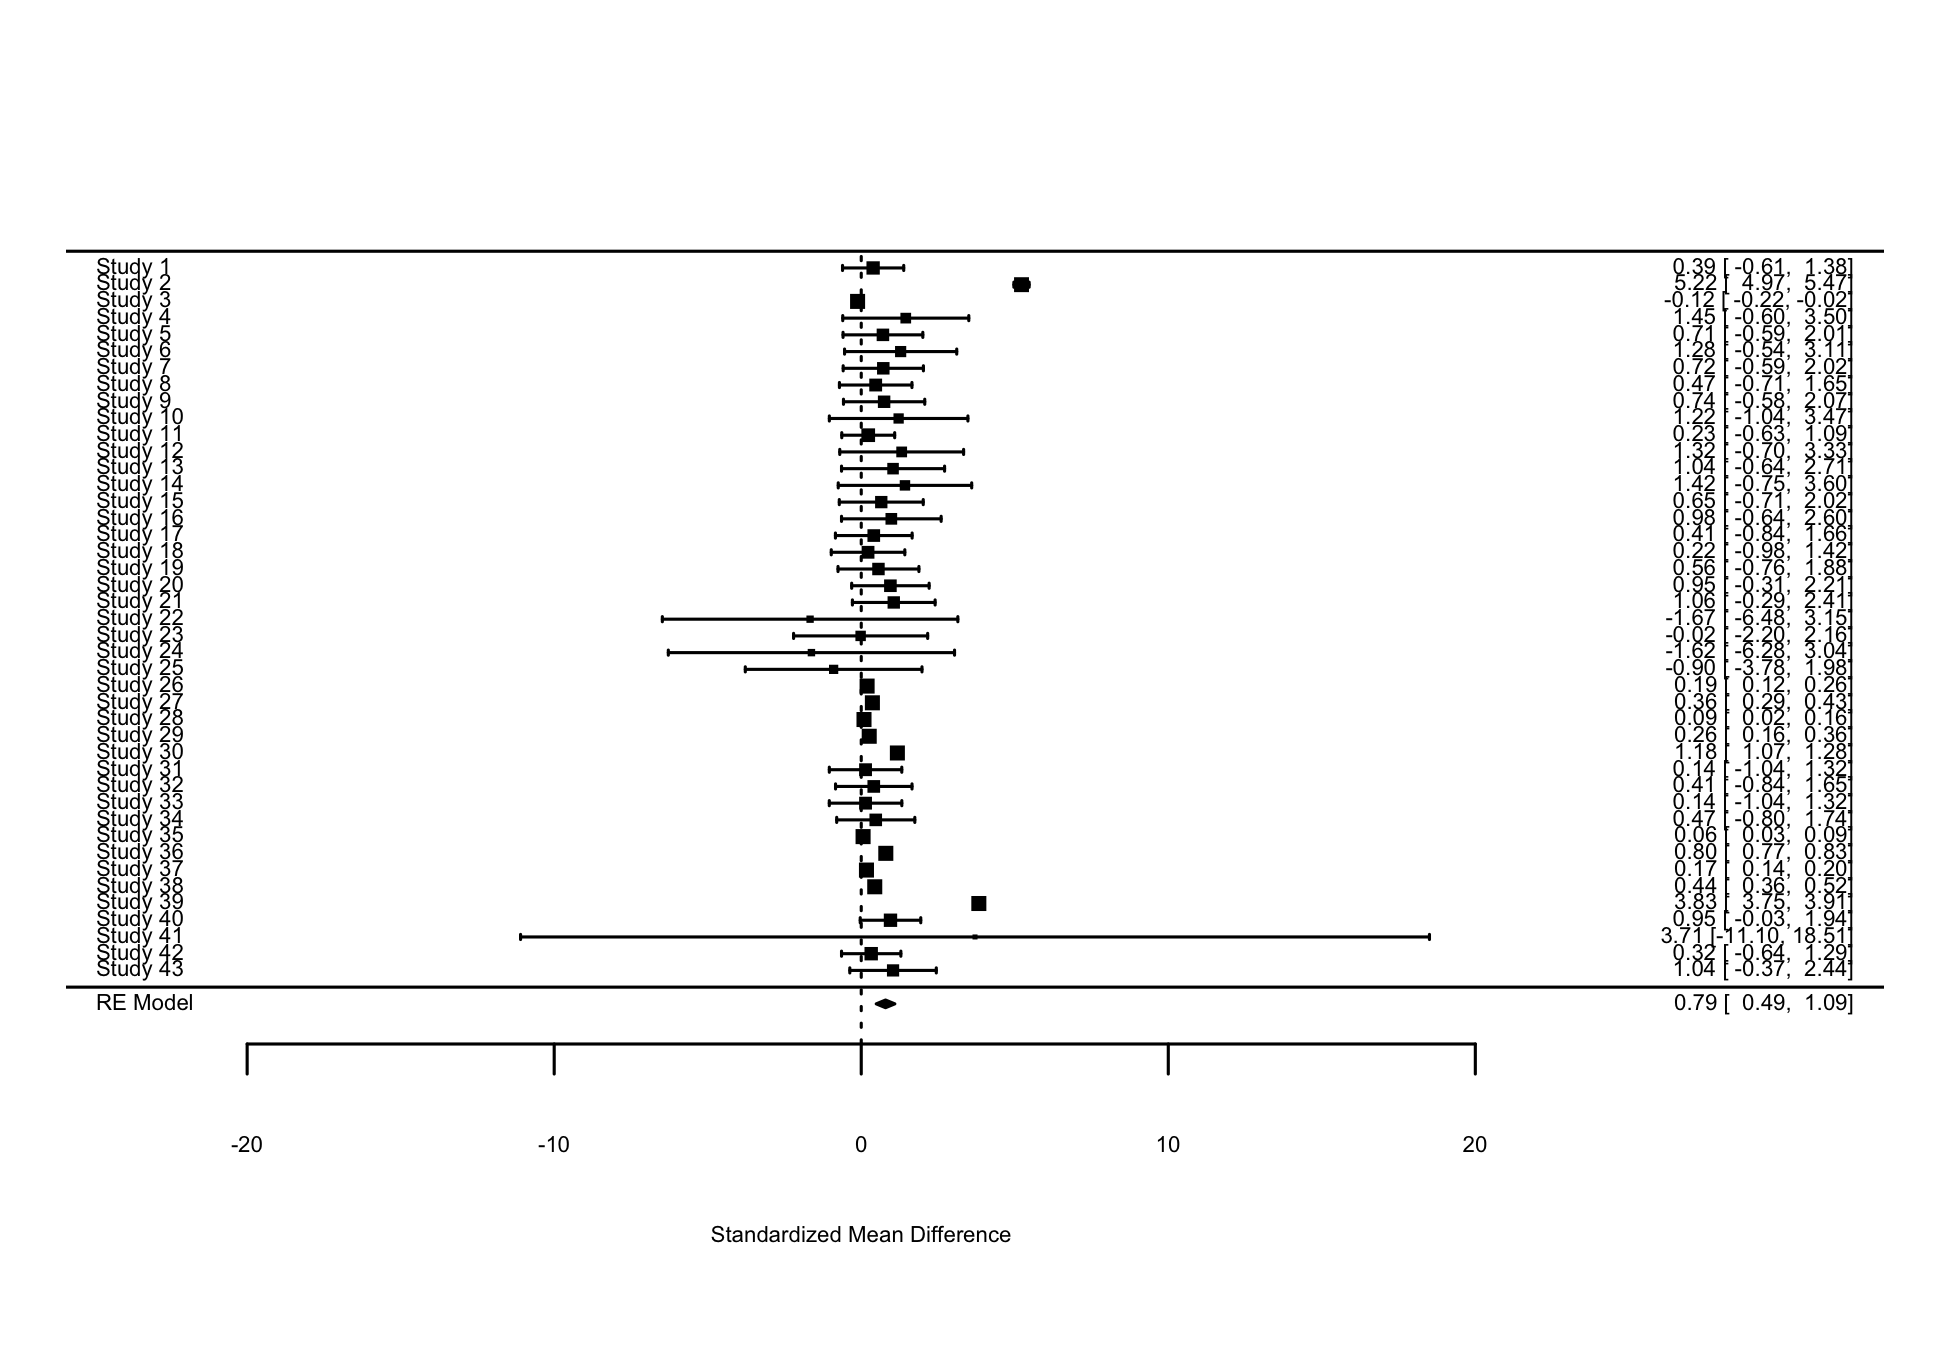 Study 1 0.39 [ -0.61, 1.38]
Study 2 5.22 [ 4.97, 5.47]
Study 3 -0.12 [ -0.22, -0.02]
Study 4 1.45 [ -0.60, 3.50]
Study 5 0.71 [ -0.59, 2.01]
Study 6 1.28 [ -0.54, 3.11]
Study 7 0.72 [ -0.59, 2.02]
Study 8 0.47 [ -0.71, 1.65]
Study 9 0.74 [ -0.58, 2.07]
Study 10 1.22 [ -1.04, 3.47]
Study 11 0.23 [ -0.63, 1.09]
Study 12 1.32 [ -0.70, 3.33]
Study 13 1.04 [ -0.64, 2.71]
Study 14 1.42 [ -0.75, 3.60]
Study 15 0.65 [ -0.71, 2.02]
Study 16 0.98 [ -0.64, 2.60]
Study 17 0.41 [ -0.84, 1.66]
Study 18 0.22 [ -0.98, 1.42]
Study 19 0.56 [ -0.76, 1.88]
Study 20 0.95 [ -0.31, 2.21]
Study 21 1.06 [ -0.29, 2.41]
Study 22 -1.67 [ -6.48, 3.15]
Study 23 -0.02 [ -2.20, 2.16]
Study 24 -1.62 [ -6.28, 3.04]
Study 25 -0.90 [ -3.78, 1.98]
Study 26 0.19 [ 0.12, 0.26]
Study 27 0.36 [ 0.29, 0.43]
Study 28 0.09 [ 0.02, 0.16]
Study 29 0.26 [ 0.16, 0.36]
Study 30 1.18 [ 1.07, 1.28]
Study 31 0.14 [ -1.04, 1.32]
Study 32 0.41 [ -0.84, 1.65]
Study 33 0.14 [ -1.04, 1.32]
Study 34 0.47 [ -0.80, 1.74]
Study 35 0.06 [ 0.03, 0.09]
Study 36 0.80 [ 0.77, 0.83]
Study 37 0.17 [ 0.14, 0.20]
Study 38 0.44 [ 0.36, 0.52]
Study 39 3.83 [ 3.75, 3.91]
Study 40 0.95 [ -0.03, 1.94]
Study 41 3.71 [-11.10, 18.51]
Study 42 0.32 [ -0.64, 1.29]
Study 43 1.04 [ -0.37, 2.44]
RE Model 0.79 [ 0.49, 1.09]
-20 -10 0 10 20
Standardized Mean Difference